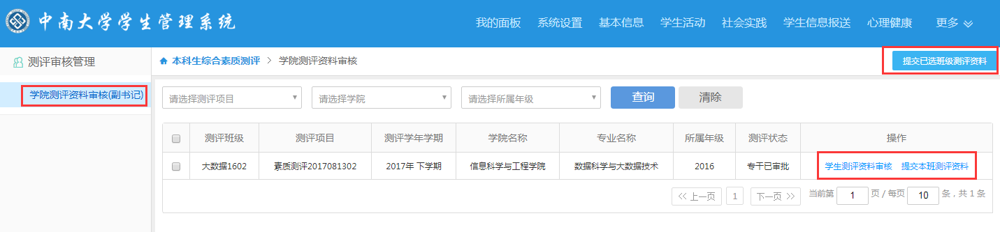 中南大学学生管理系统
我的面板 系统设置 基本信息 学生活动 社会实践 学生信息报送 心理健康 更多
测评审核管理
本科生综合素质测评 > 学院测评资料审核
提交已选班级测评资料
学院测评资料审核(副书记)
请选择测评项目 请选择学院 请选择所属年级 查询 清除
测评班级 测评项目 测评学年学期 学院名称 专业名称 所属年级 测评状态 操作
大数据1602 素质测评2017081302 2017年 下学期 信息科学与工程学院 数据科学与大数据技术 2016 专干已审批 学生测评资料审核 提交本班测评资料
上一页 1 下一页 当前第 1 页 / 每页 10 条 , 共 1 条